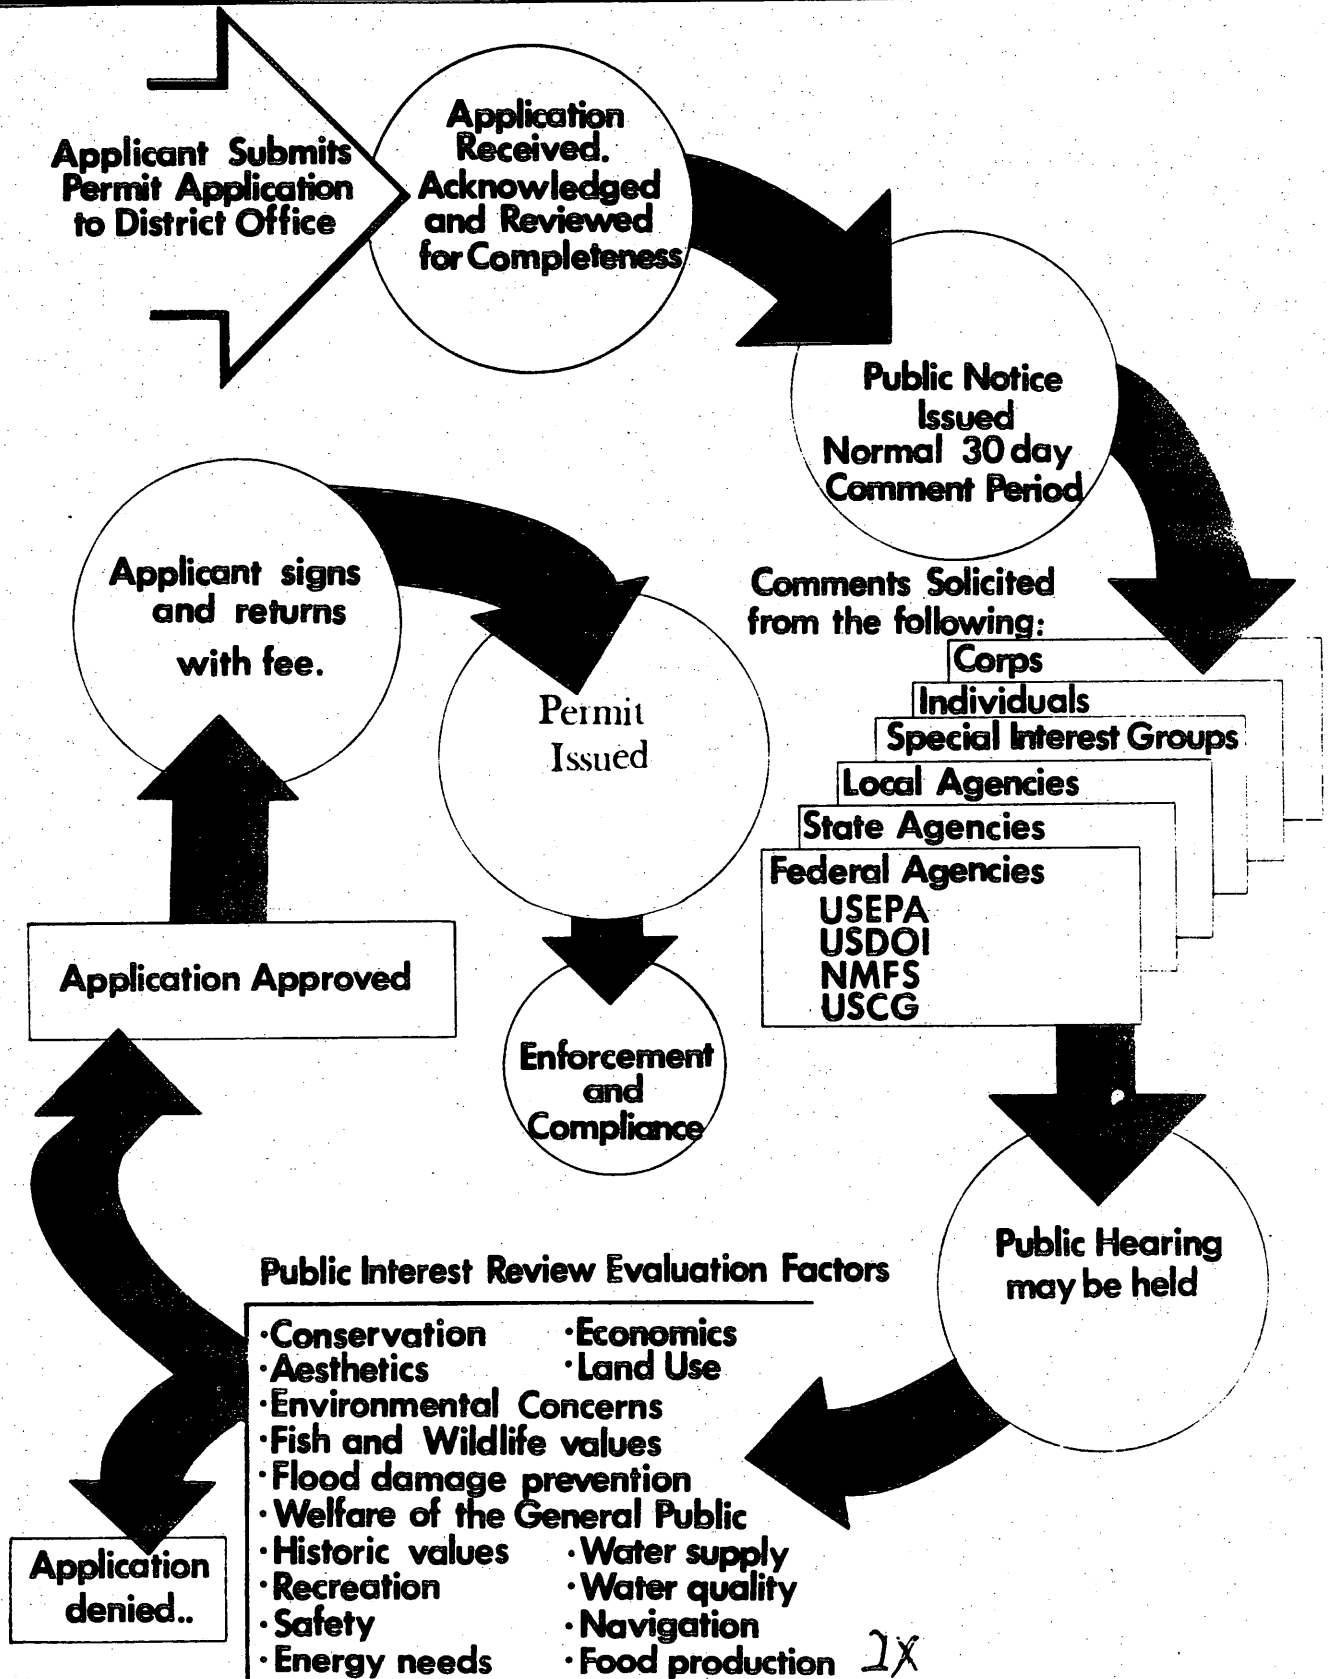 Applicant Submits
Permit Application
to District Office
Application
Received.
Acknowledged
and Reviewed
for Completeness
Public Notice
Issued
Normal 30 day
Comment Period
Comments Solicited
from the following:
Corps
Individuals
Special Interest Groups
Local Agencies
State Agencies
Federal Agencies
USEPA
USDOI
NMFS
USCG
Public Hearing
may be held
Public Interest Review Evaluation Factors
·Conservation ·Economics
·Aesthetics ·Land Use
·Environmental Concerns
·Fish and Wildlife values
·Flood damage prevention
·Welfare of the General Public
·Historic values ·Water supply
·Recreation ·Water quality
·Safety ·Navigation
·Energy needs ·Food production 2X
Application
denied..
Application Approved
Applicant signs
and returns
with fee.
Permit
Issued
Enforcement
and
Compliance